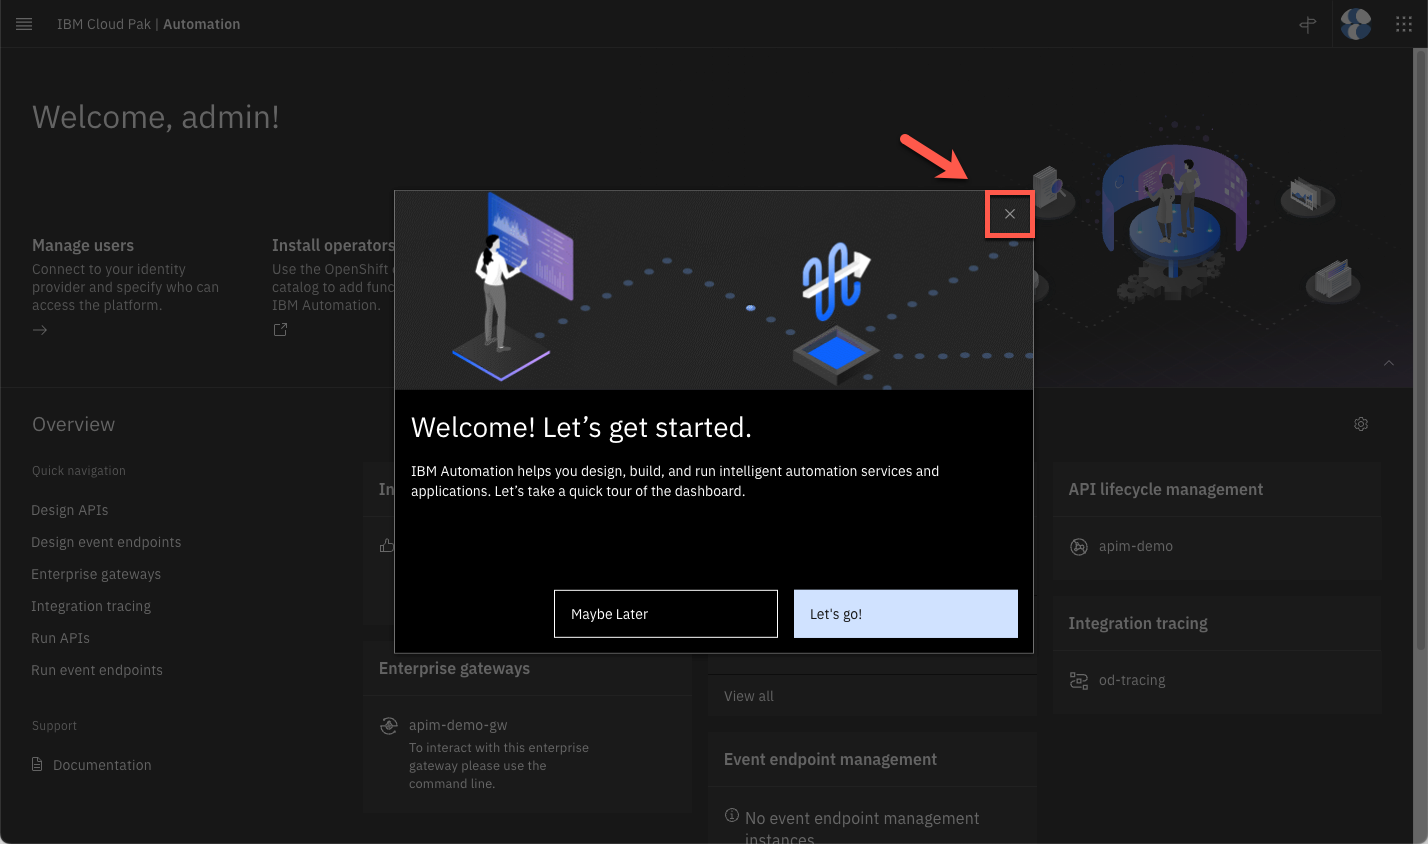 IBM Cloud Pak | Automation
Welcome, admin!
Manage users
Connect to your identity
provider and specify who can
access the platform.
Install operators
Use the OpenShift
catalog to add
IBM Automation.
Welcome! Let’s get started.
IBM Automation helps you design, build, and run intelligent automation services and
applications. Let’s take a quick tour of the dashboard.
Maybe Later
Let's go!
Overview
Quick navigation
Design APIs
Design event endpoints
Enterprise gateways
Integration tracing
Run APIs
Run event endpoints
Support
Documentation
Enterprise gateways
apim-demo-gw
To interact with this enterprise
gateway please use the
command line.
View all
Event endpoint management
No event endpoint management
instances
API lifecycle management
apim-demo
Integration tracing
od-tracing